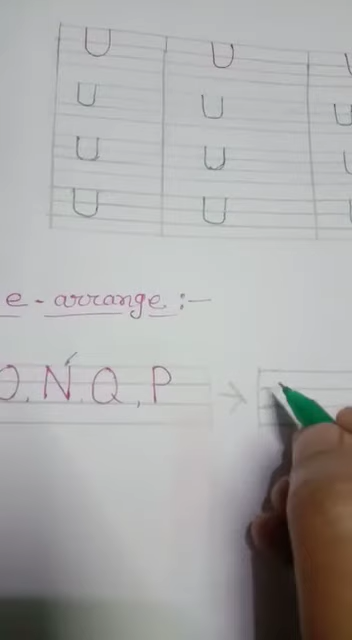 U U
U U U
U U
U U
e-arrange :-
O, N, Q, P →